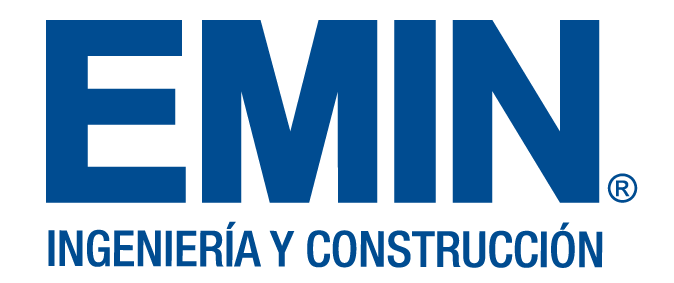 EMIN®
INGENIERÍA Y CONSTRUCCIÓN